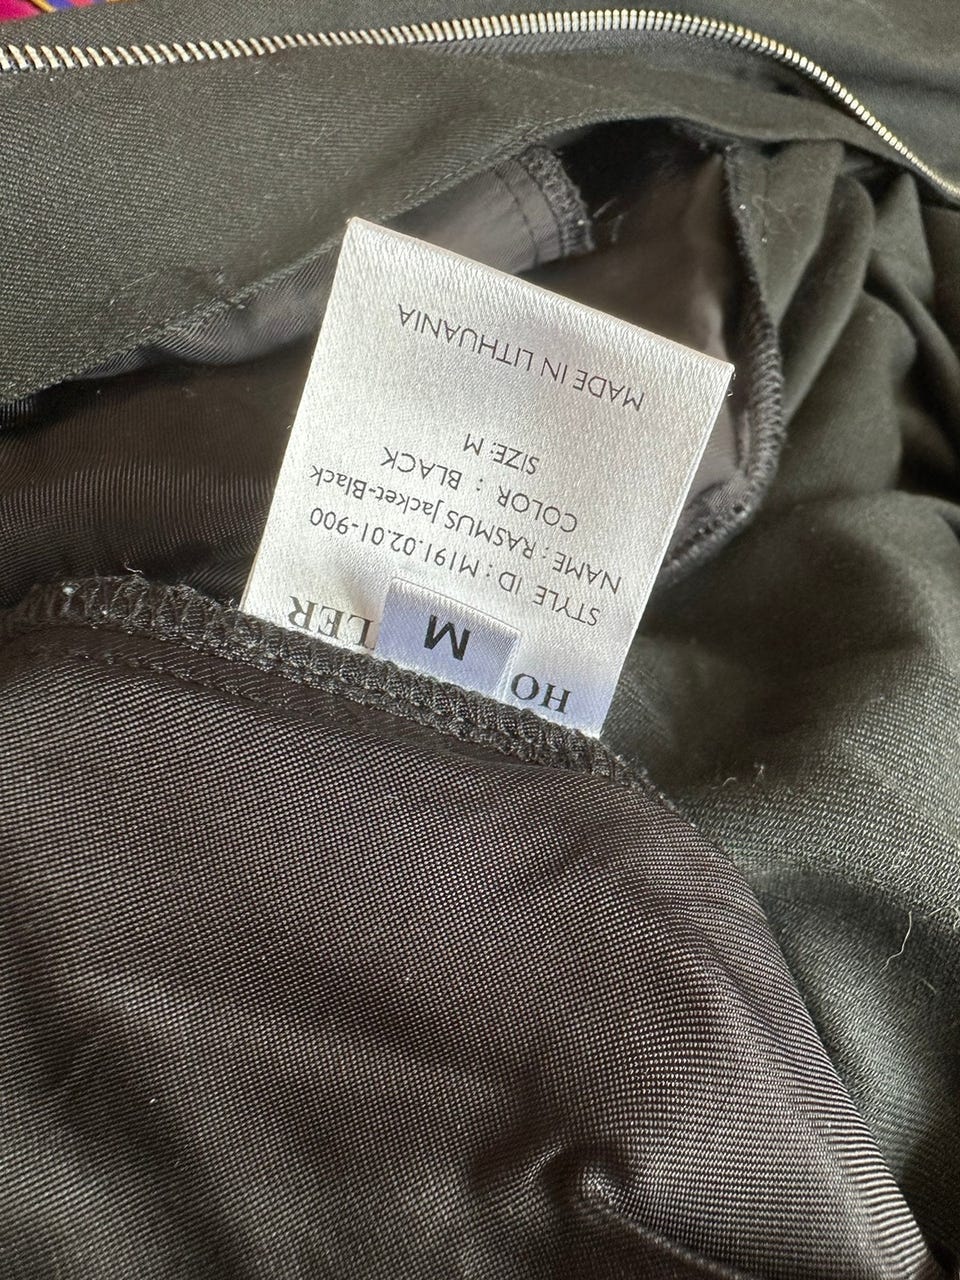 HO LER
M
STYLE ID : M191.02.01-900
NAME : RASMUS Jacket-Black
COLOR : BLACK
SIZE: M
MADE IN LITHUANIA